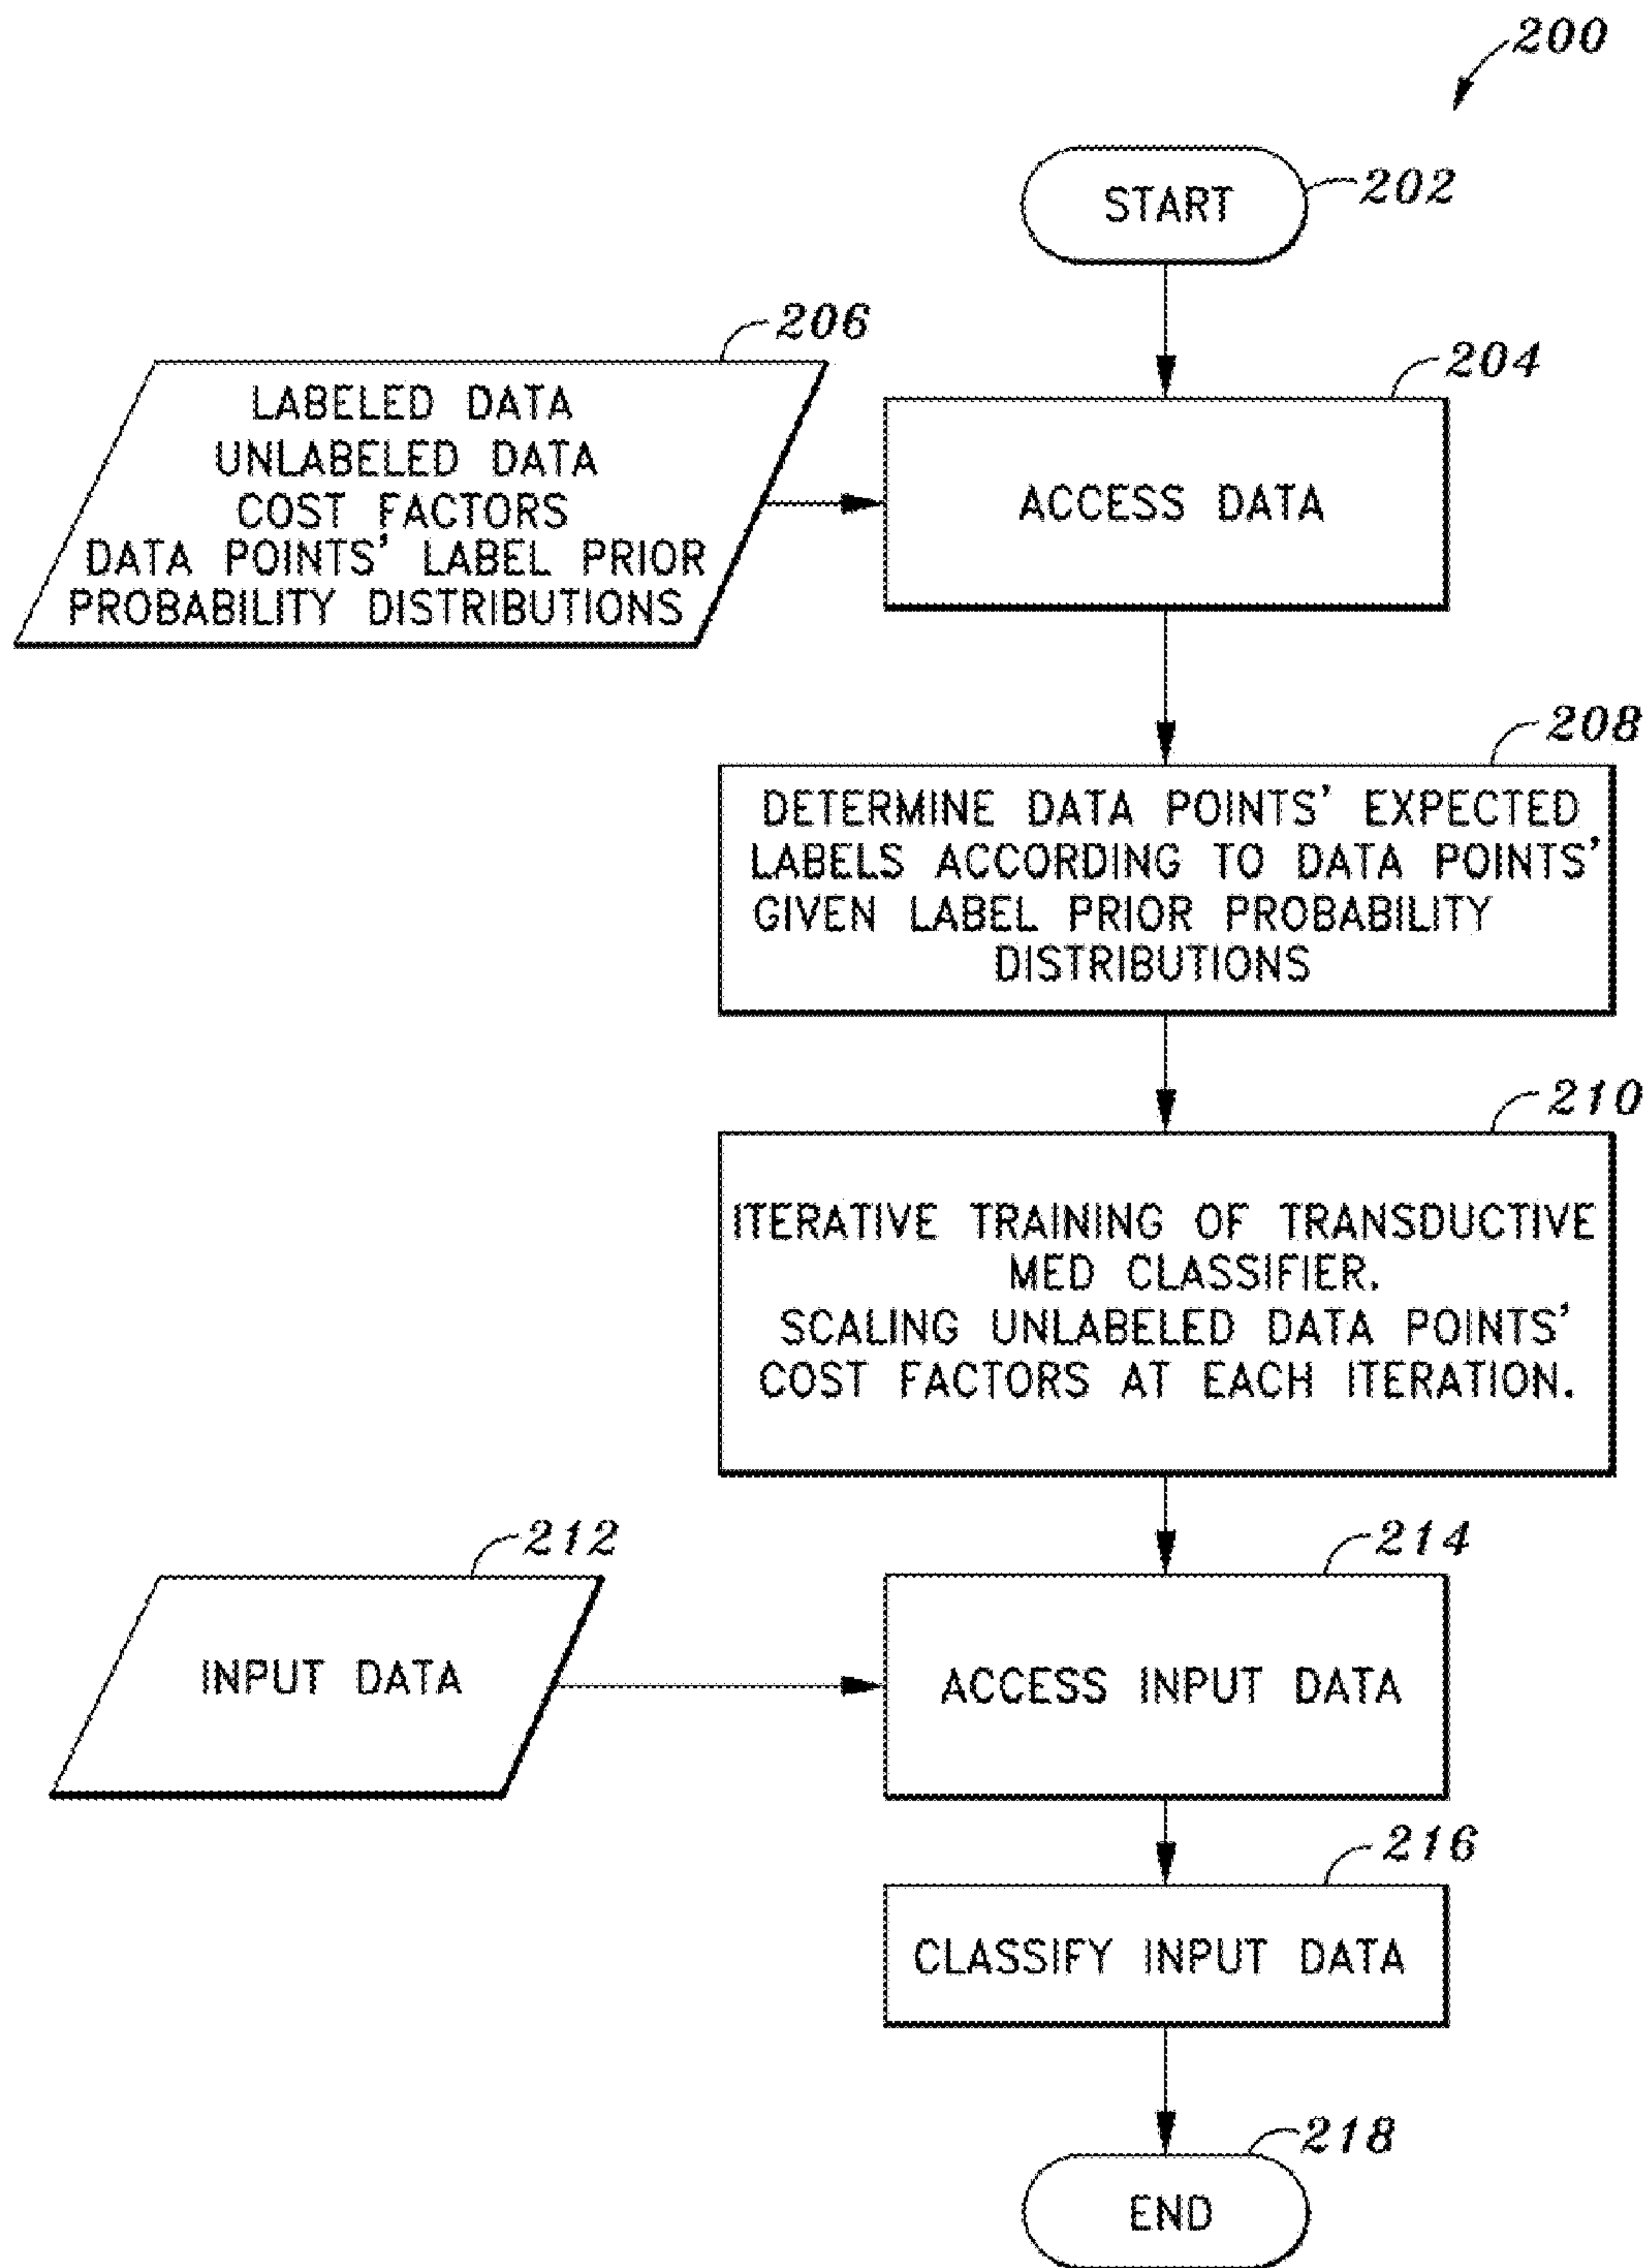 200
START
202
206
LABELED DATA
UNLABELED DATA
COST FACTORS
DATA POINTS' LABEL PRIOR
PROBABILITY DISTRIBUTIONS
204
ACCESS DATA
208
DETERMINE DATA POINTS' EXPECTED
LABELS ACCORDING TO DATA POINTS'
GIVEN LABEL PRIOR PROBABILITY
DISTRIBUTIONS
210
ITERATIVE TRAINING OF TRANSDUCTIVE
MED CLASSIFIER.
SCALING UNLABELED DATA POINTS'
COST FACTORS AT EACH ITERATION.
212
INPUT DATA
214
ACCESS INPUT DATA
216
CLASSIFY INPUT DATA
218
END